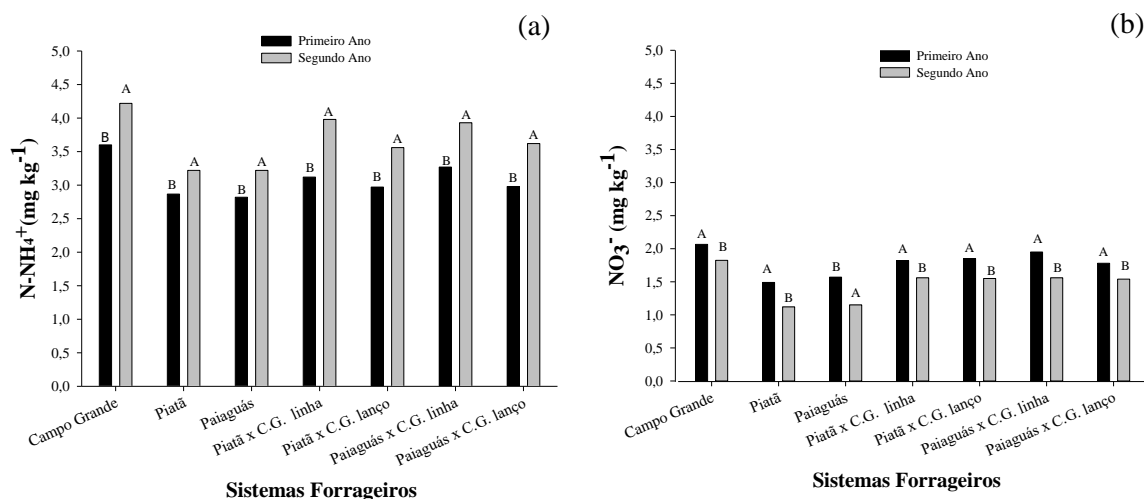 (a)
Primeiro Ano
Segundo Ano
N-NH4+(mg kg-1)
5,0
4,5
4,0
3,5
3,0
2,5
2,0
1,5
1,0
0,5
0,0
B A
B A
B A
B A
B A
B A
B A
Campo Grande
Piatã
Paiaguás
Piatã x C.G. linha
Piatã x C.G. lanço
Paiaguás x C.G. linha
Paiaguás x C.G. lanço
Sistemas Forrageiros
(b)
Primeiro Ano
Segundo Ano
NO3- (mg kg-1)
5,0
4,5
4,0
3,5
3,0
2,5
2,0
1,5
1,0
0,5
0,0
A B
A B
B A
A B
A B
A B
A B
Campo Grande
Piatã
Paiaguás
Piatã x C.G. linha
Piatã x C.G. lanço
Paiaguás x C.G. linha
Paiaguás x C.G. lanço
Sistemas Forrageiros